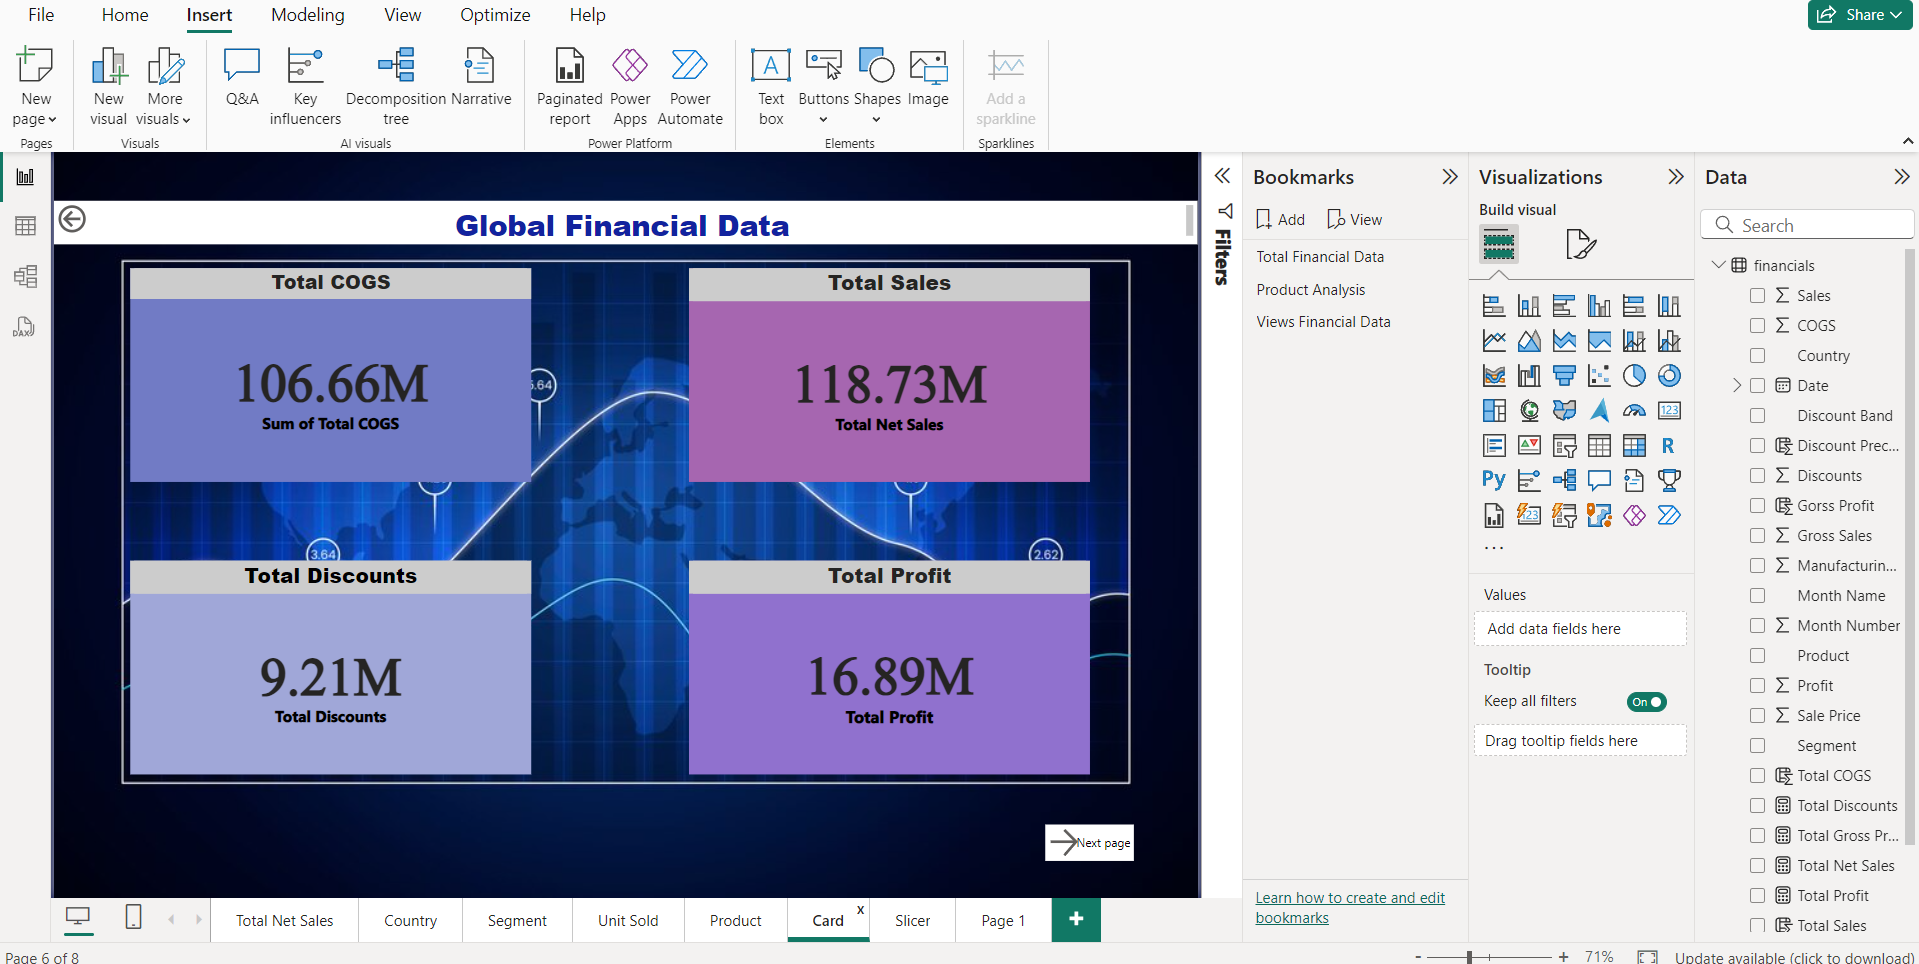 File Home Insert Modeling View Optimize Help
Share
New page
Pages
New visual
More visuals
Visuals
Q&A
Key influencers
Decomposition tree
Narrative
AI visuals
Paginated report
Power Apps
Power Automate
Power Platform
Text box
Buttons
Shapes
Image
Elements
Add a sparkline
Sparklines
DAX
Global Financial Data
Total COGS
106.66M
Sum of Total COGS
Total Sales
118.73M
Total Net Sales
5.64
3.64
2.62
Total Discounts
9.21M
Total Discounts
Total Profit
16.89M
Total Profit
Next page
Filters
Bookmarks
Add View
Total Financial Data
Product Analysis
Views Financial Data
Learn how to create and edit
bookmarks
Visualizations
Build visual
123
R
Py
123
...
Values
Add data fields here
Tooltip
Keep all filters On
Drag tooltip fields here
Data
Search
financials
Sales
COGS
Country
Date
Discount Band
Discount Prec...
Discounts
Gorss Profit
Gross Sales
Manufacturin...
Month Name
Month Number
Product
Profit
Sale Price
Segment
Total COGS
Total Discounts
Total Gross Pr...
Total Net Sales
Total Profit
Total Sales
Total Net Sales Country Segment Unit Sold Product Card x Slicer Page 1 +
Page 6 of 8
- + 71% Update available (click to download)